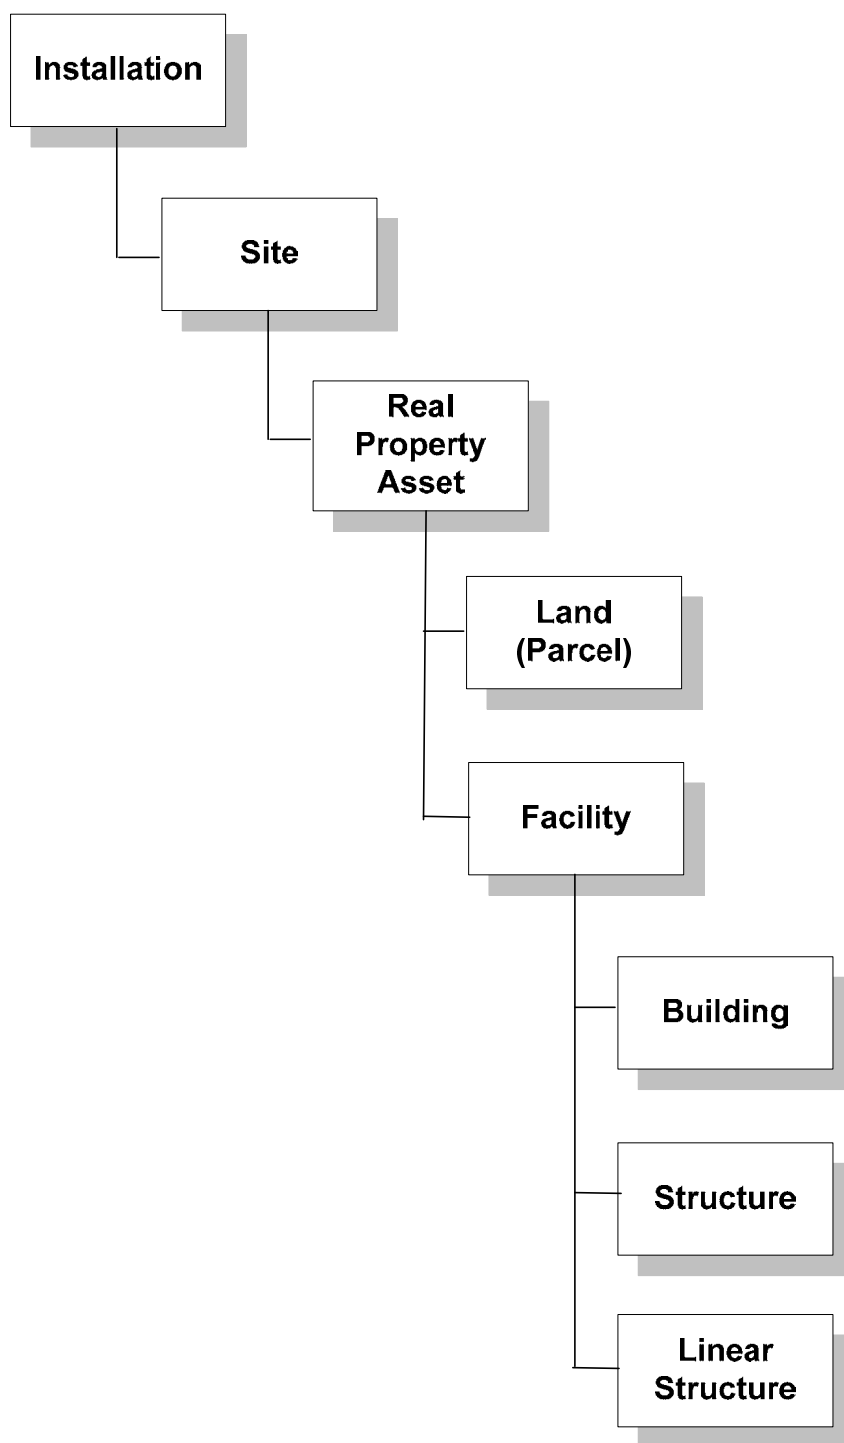 Installation
Site
Real
Property
Asset
Land
(Parcel)
Facility
Building
Structure
Linear
Structure